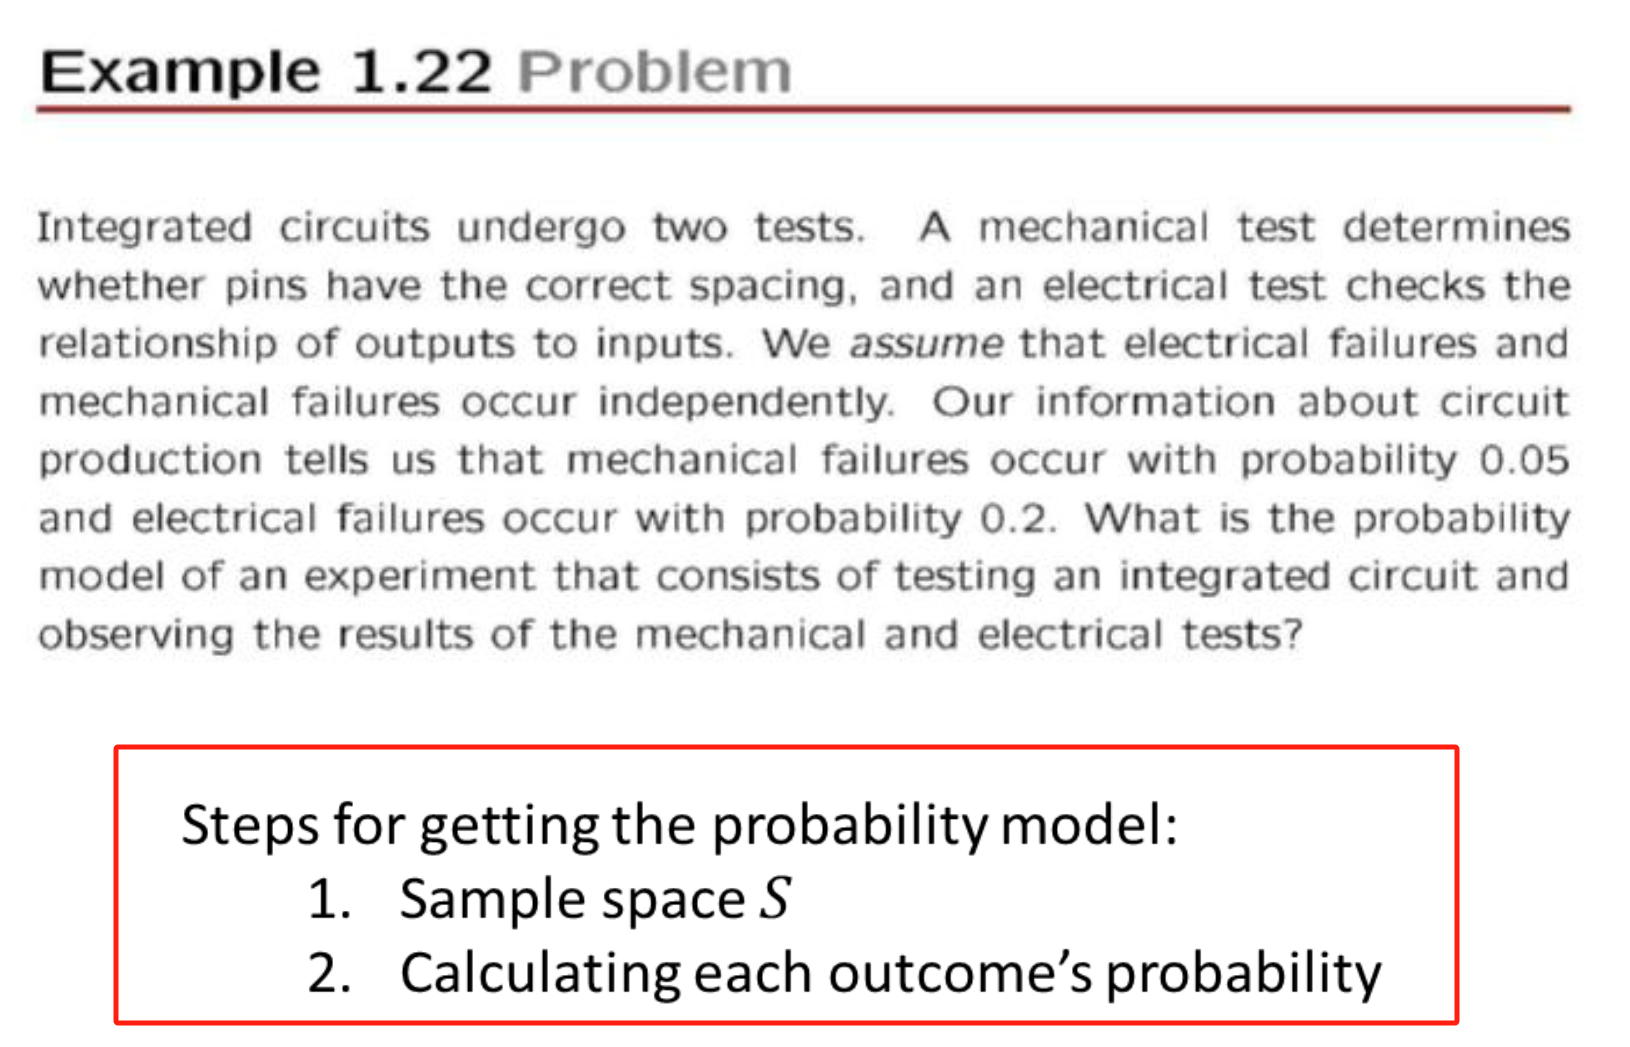 Example 1.22 Problem
Integrated circuits undergo two tests. A mechanical test determines
whether pins have the correct spacing, and an electrical test checks the
relationship of outputs to inputs. We assume that electrical failures and
mechanical failures occur independently. Our information about circuit
production tells us that mechanical failures occur with probability 0.05
and electrical failures occur with probability 0.2. What is the probability
model of an experiment that consists of testing an integrated circuit and
observing the results of the mechanical and electrical tests?
Steps for getting the probability model:
1. Sample space S
2. Calculating each outcome’s probability